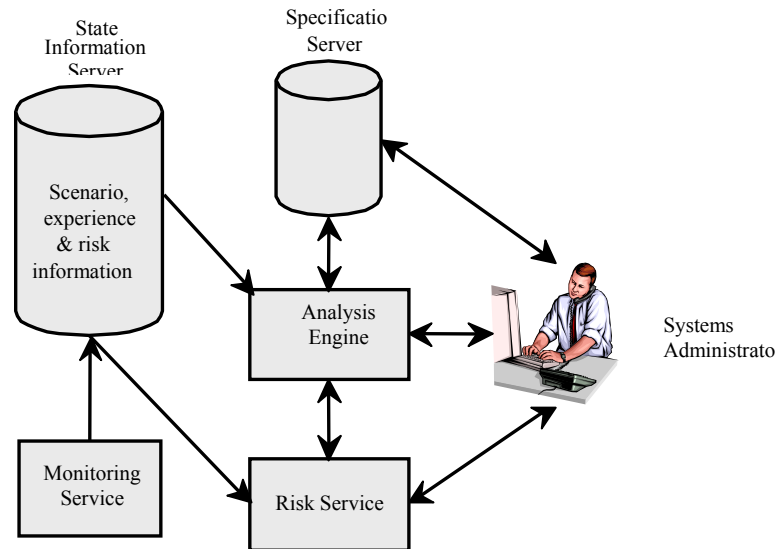 State
Information
Server
Specificatio
Server
Scenario,
experience
& risk
information
Analysis
Engine
Systems
Administrato
Monitoring
Service
Risk Service